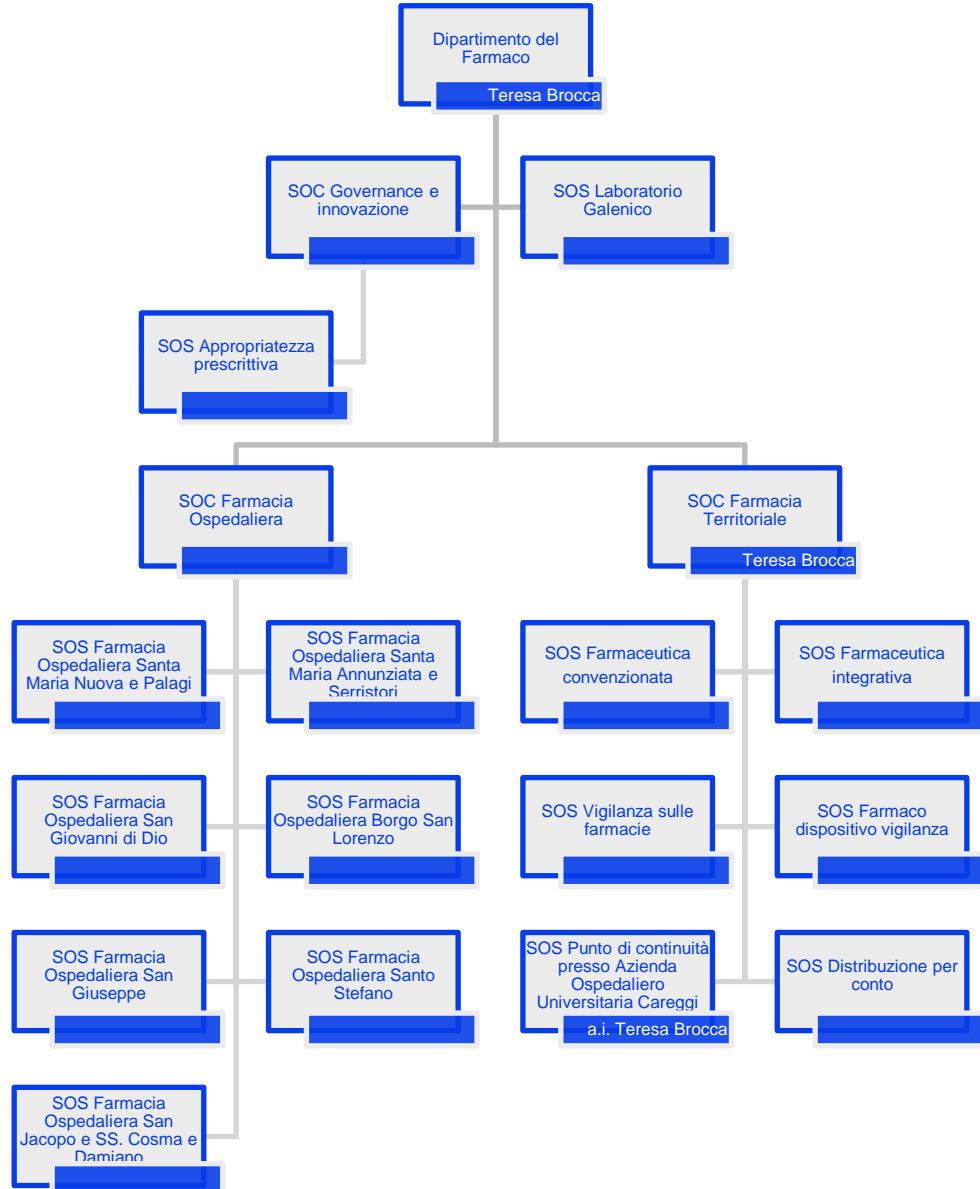 Dipartimento del
Farmaco
Teresa Brocca
SOC Governance e
innovazione
SOS Laboratorio
Galenico
SOS Appropriatezza
prescrittiva
SOC Farmacia
Ospedaliera
SOC Farmacia
Territoriale
Teresa Brocca
SOS Farmacia
Ospedaliera Santa
Maria Nuova e Palagi
SOS Farmacia
Ospedaliera Santa
Maria Annunziata e
Serristori
SOS Farmaceutica
convenzionata
SOS Farmaceutica
integrativa
SOS Farmacia
Ospedaliera San
Giovanni di Dio
SOS Farmacia
Ospedaliera Borgo San
Lorenzo
SOS Vigilanza sulle
farmacie
SOS Farmaco
dispositivo vigilanza
SOS Farmacia
Ospedaliera San
Giuseppe
SOS Farmacia
Ospedaliera Santo
Stefano
SOS Punto di continuità
presso Azienda
Ospedaliero
Universitaria Careggi
a.i. Teresa Brocca
SOS Distribuzione per
conto
SOS Farmacia
Ospedaliera San
Jacopo e SS. Cosma e
Damiano